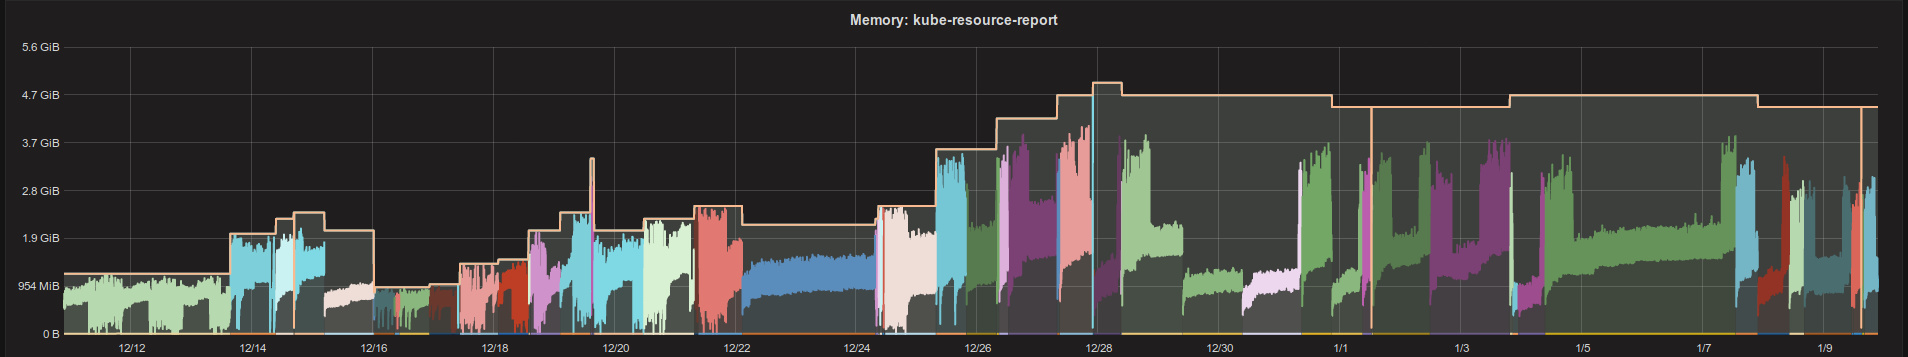 Memory: kube-resource-report
5.6 GiB
4.7 GiB
3.7 GiB
2.8 GiB
1.9 GiB
954 MiB
0 B
12/12 12/14 12/16 12/18 12/20 12/22 12/24 12/26 12/28 12/30 1/1 1/3 1/5 1/7 1/9